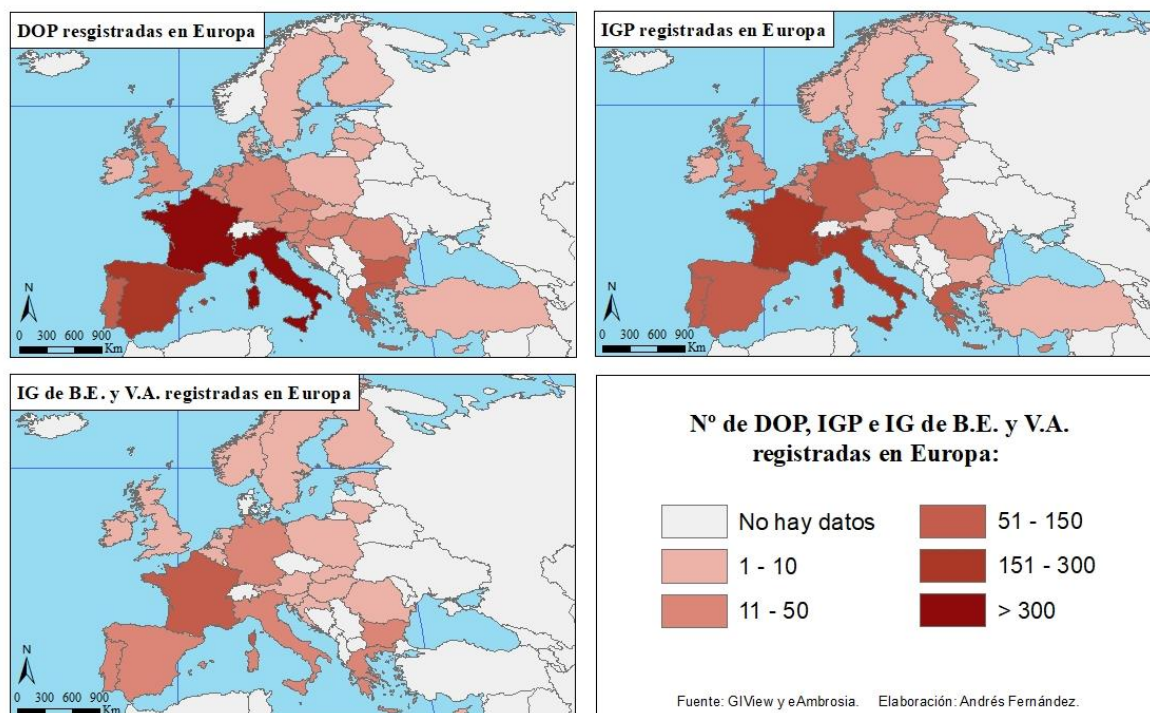 DOP resgistradas en Europa
N
0 300 600 900
Km
IGP registradas en Europa
N
0 300 600 900
Km
IG de B.E. y V.A. registradas en Europa
N
0 300 600 900
Km
Nº de DOP, IGP e IG de B.E. y V.A.
registradas en Europa:
No hay datos
1 - 10
11 - 50
51 - 150
151 - 300
> 300
Fuente: GIView y eAmbrosia. Elaboración: Andrés Fernández.